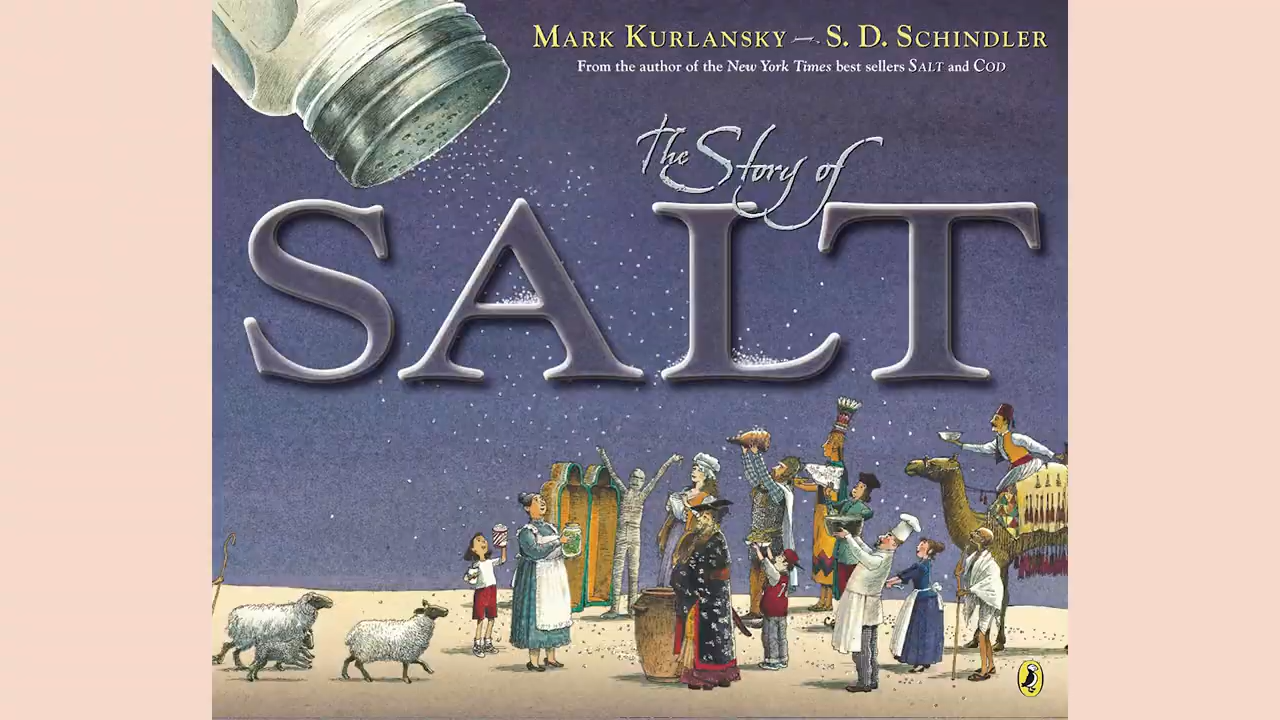 MARK KURLANSKY — S. D. SCHINDLER
From the author of the New York Times best sellers SALT and COD
The Story of
SALT